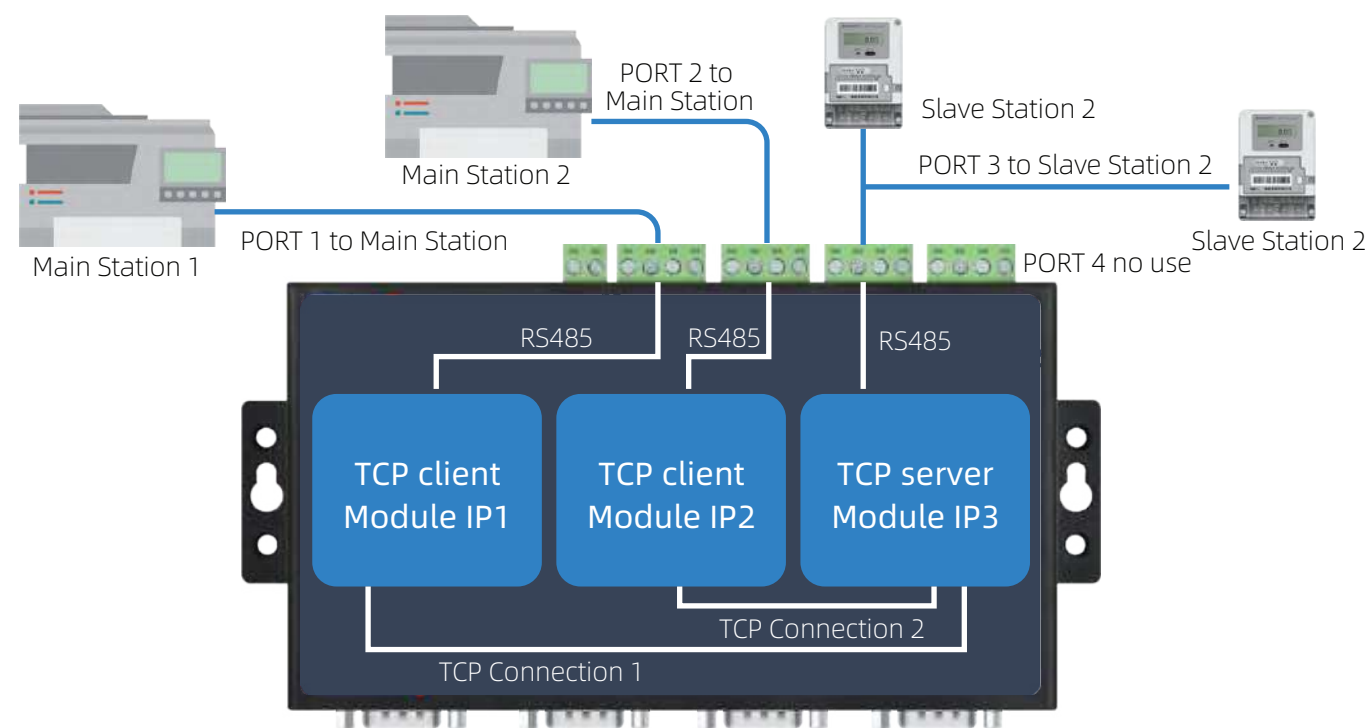 PORT 2 to
Main Station
Slave Station 2
Main Station 2
PORT 3 to Slave Station 2
PORT 1 to Main Station
Main Station 1
Slave Station 2
PORT 4 no use
RS485
RS485
RS485
TCP client
Module IP1
TCP client
Module IP2
TCP server
Module IP3
TCP Connection 2
TCP Connection 1